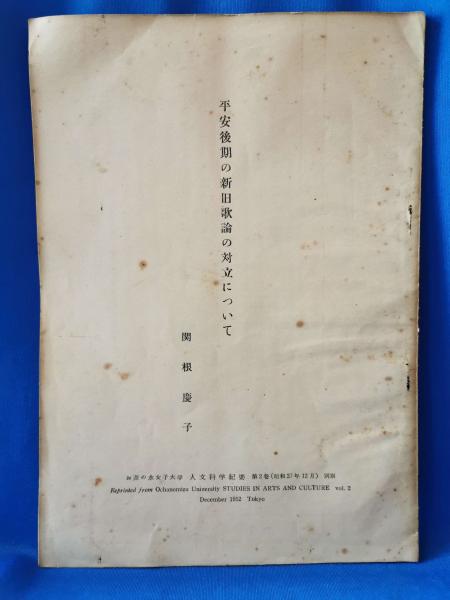 平安後期の新旧歌論の対立について
関根慶子
お茶の水女子大学 人文科学紀要 第2巻(昭和27年12月) 別刷
Reprinted from Ochanomizu University STUDIES IN ARTS AND CULTURE vol. 2
December 1952 Tokyo